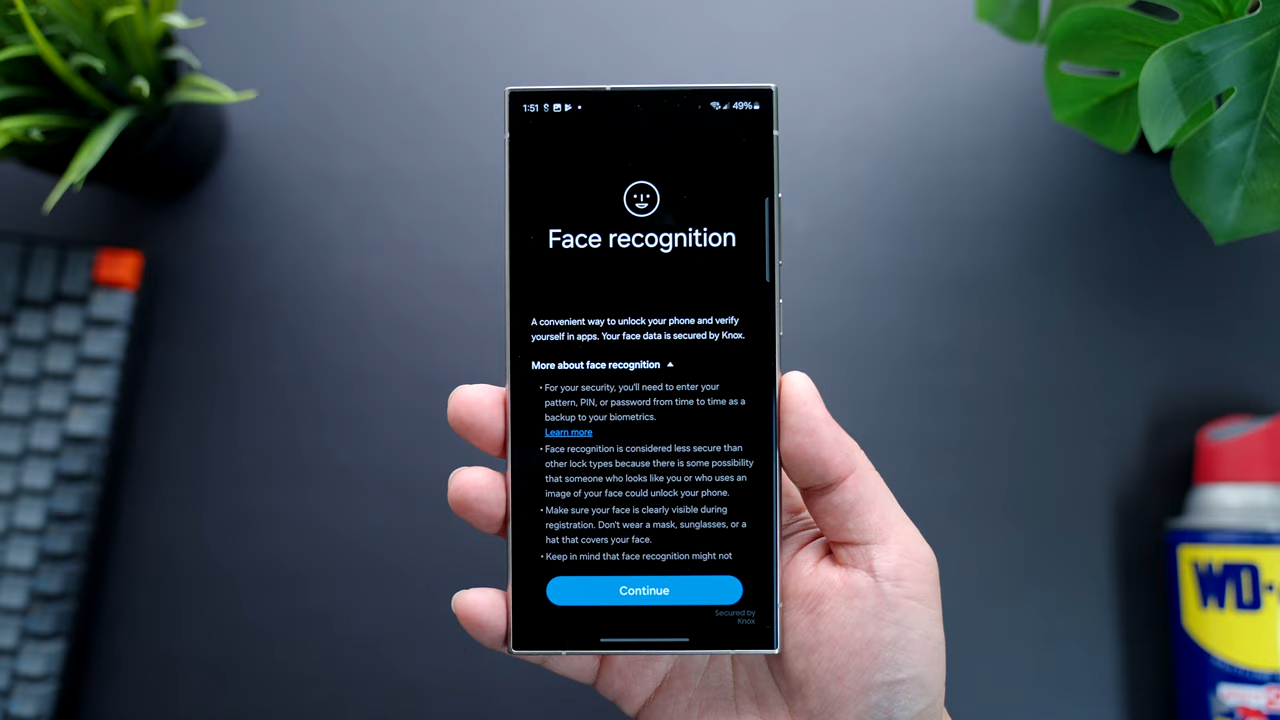 1:51
49%
Face recognition
A convenient way to unlock your phone and verify
yourself in apps. Your face data is secured by Knox.
More about face recognition
• For your security, you'll need to enter your
pattern, PIN, or password from time to time as a
backup to your biometrics.
Learn more
• Face recognition is considered less secure than
other lock types because there is some possibility
that someone who looks like you or who uses an
image of your face could unlock your phone.
• Make sure your face is clearly visible during
registration. Don't wear a mask, sunglasses, or a
hat that covers your face.
• Keep in mind that face recognition might not
Continue
Secured by
Knox
WD-